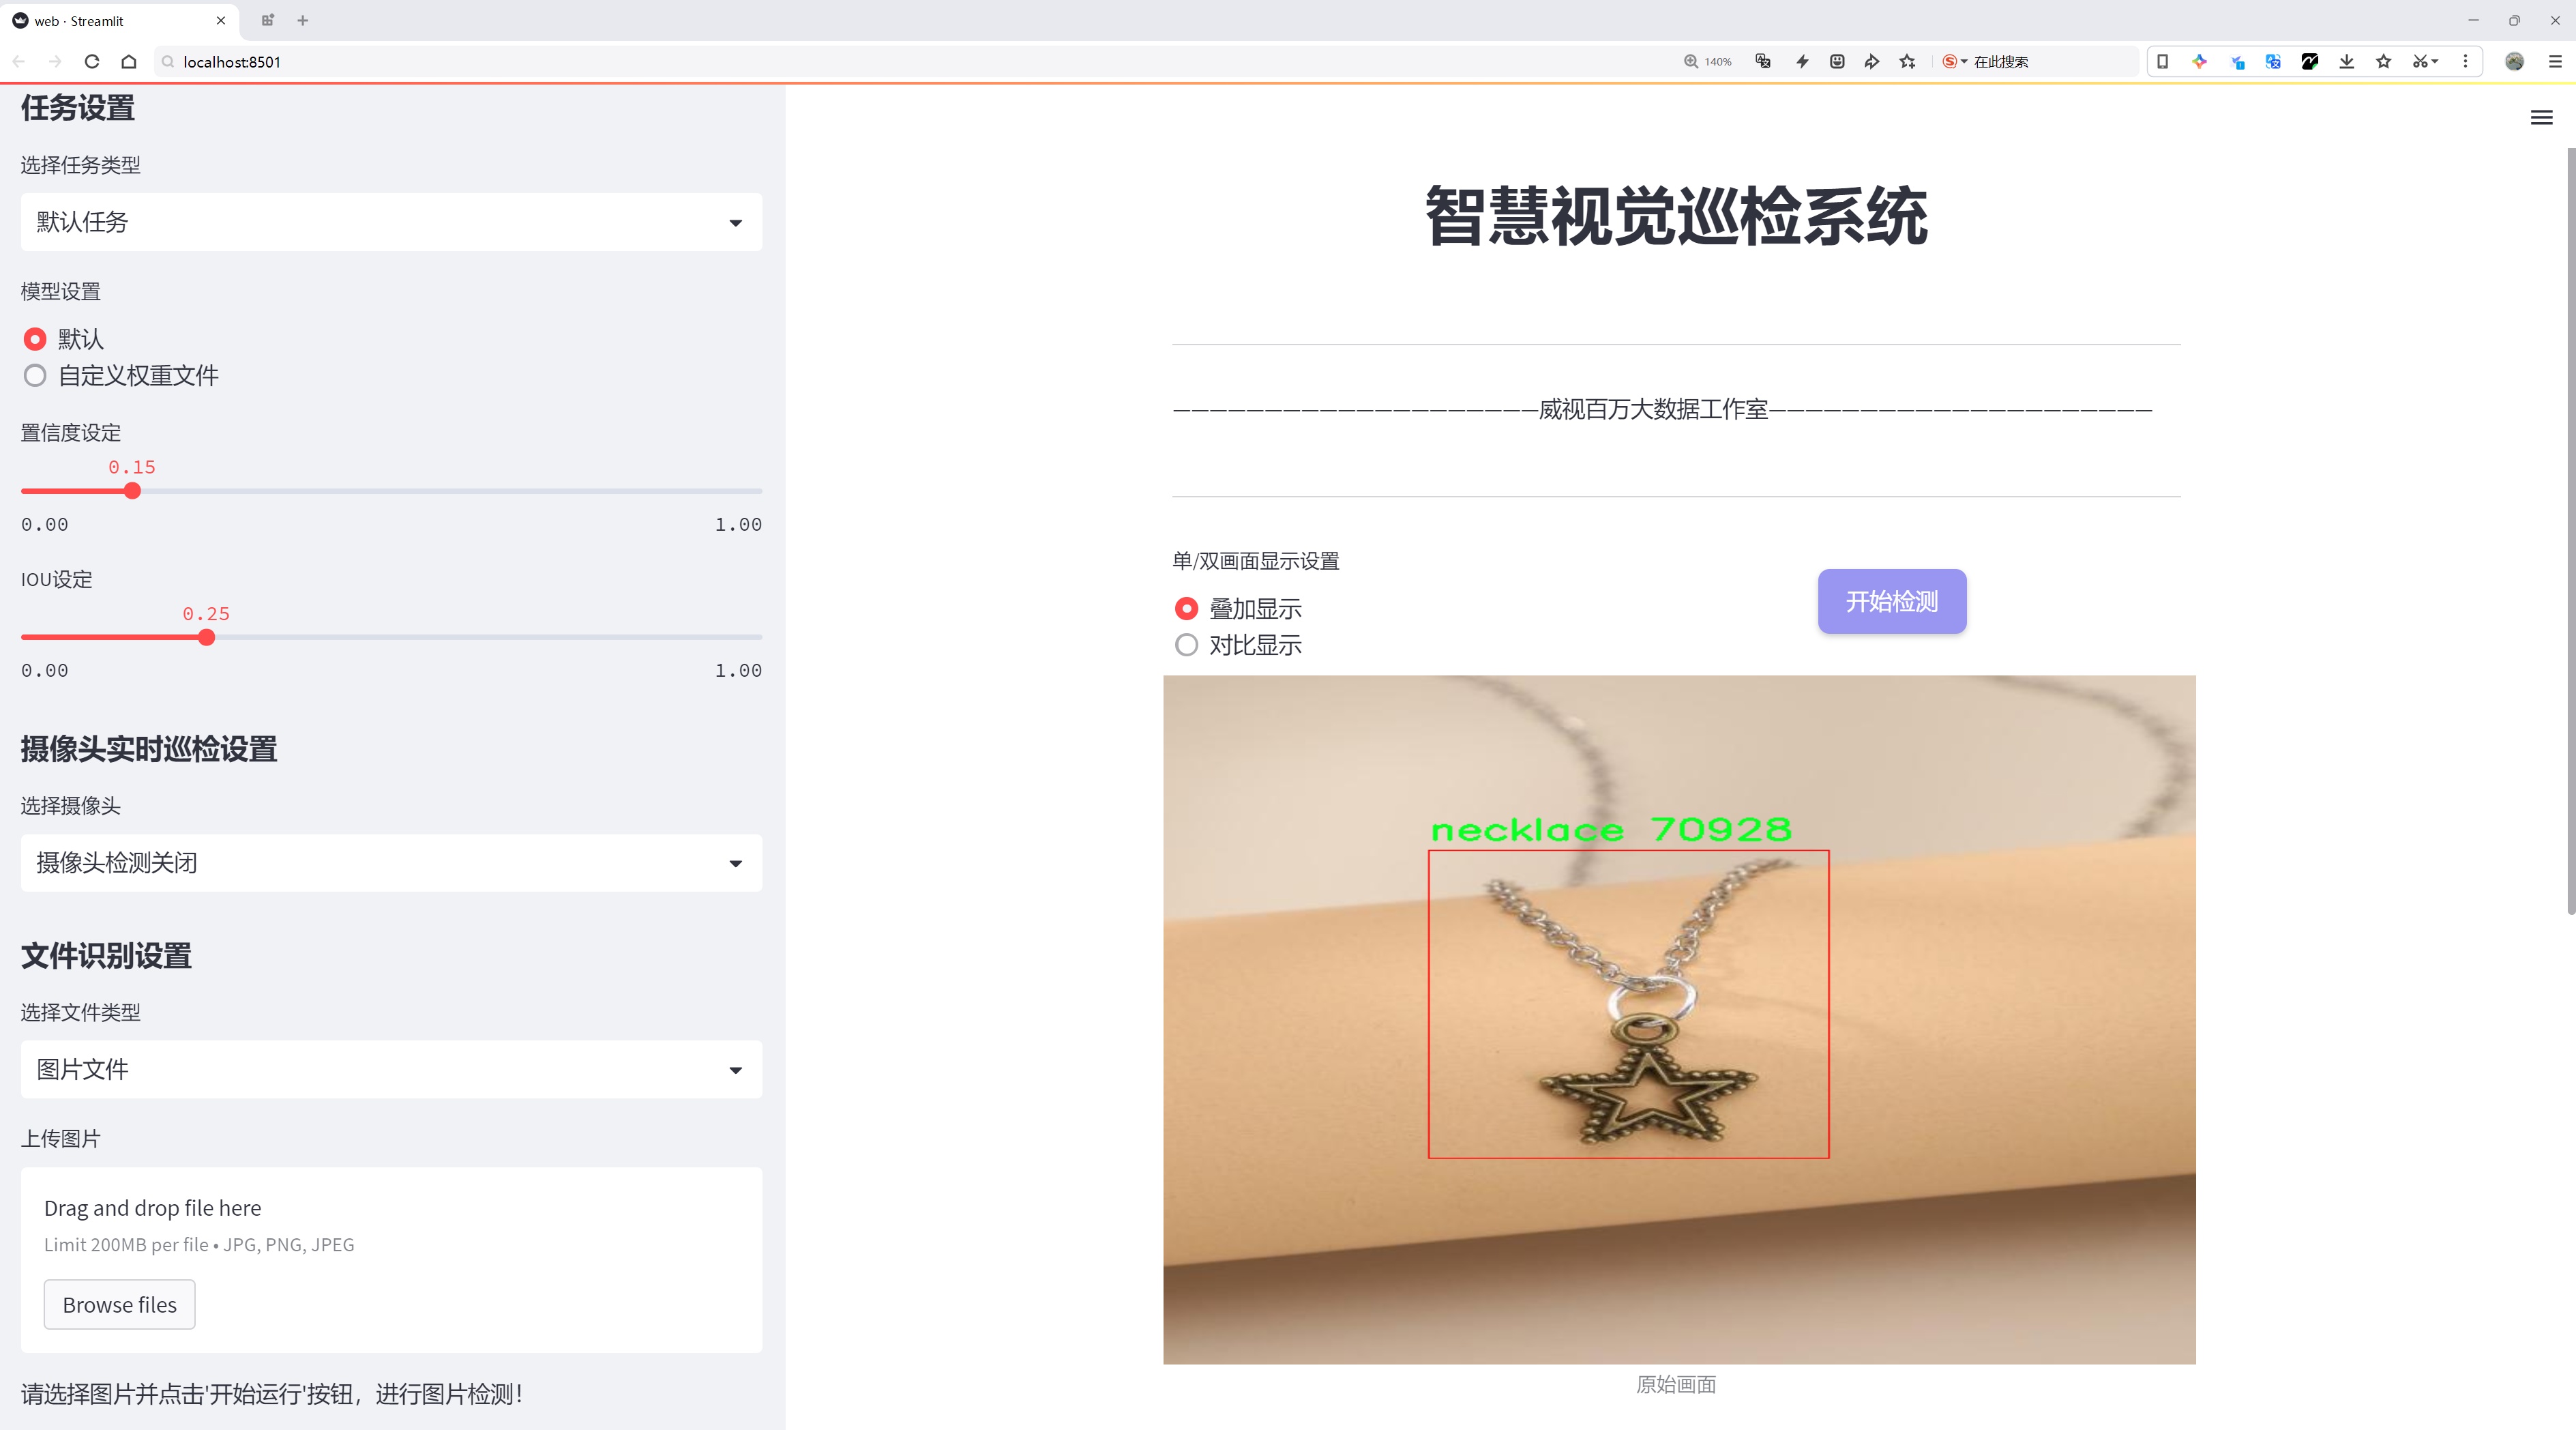 web · Streamlit
localhost:8501
140%
在此搜索
任务设置
选择任务类型
默认任务
模型设置
默认
自定义权重文件
置信度设定
0.15
0.00
1.00
IOU设定
0.25
0.00
1.00
摄像头实时巡检设置
选择摄像头
摄像头检测关闭
文件识别设置
选择文件类型
图片文件
上传图片
Drag and drop file here
Limit 200MB per file • JPG, PNG, JPEG
Browse files
请选择图片并点击'开始运行'按钮，进行图片检测！
智慧视觉巡检系统
————————————————————威视百万大数据工作室—————————————————————
单/双画面显示设置
叠加显示
对比显示
开始检测
necklace 70928
原始画面